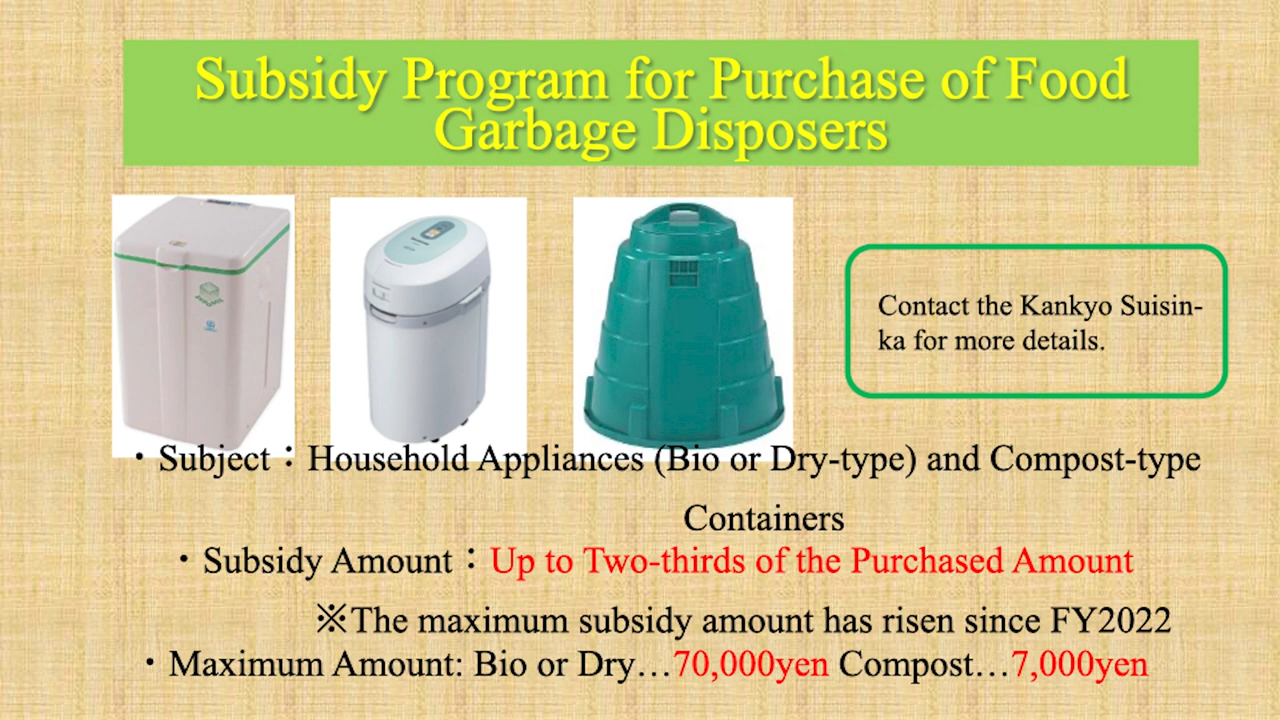 Subsidy Program for Purchase of Food
Garbage Disposers
Contact the Kankyo Suisin-
ka for more details.
・Subject：Household Appliances (Bio or Dry-type) and Compost-type
Containers
・Subsidy Amount：Up to Two-thirds of the Purchased Amount
※The maximum subsidy amount has risen since FY2022
・Maximum Amount: Bio or Dry…70,000yen Compost…7,000yen